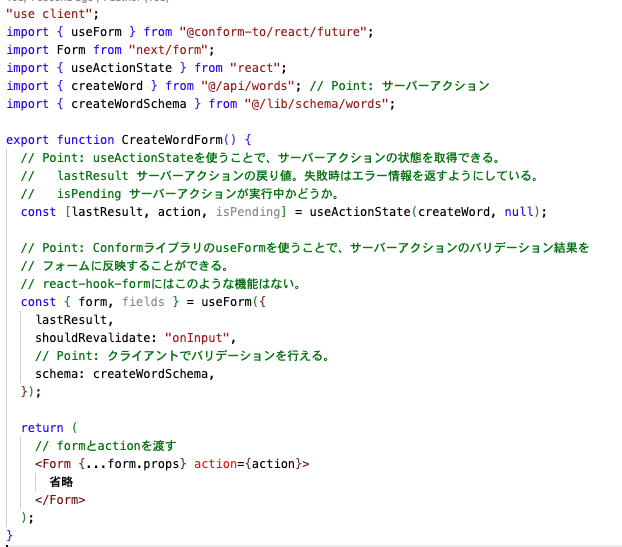 "use client";
import { useForm } from "@conform-to/react/future";
import Form from "next/form";
import { useActionState } from "react";
import { createWord } from "@/api/words"; // Point: サーバーアクション
import { createWordSchema } from "@/lib/schema/words";

export function CreateWordForm() {
  // Point: useActionStateを使うことで、サーバーアクションの状態を取得できる。
  //   lastResult サーバーアクションの戻り値。失敗時はエラー情報を返すようにしている。
  //   isPending サーバーアクションが実行中かどうか。
  const [lastResult, action, isPending] = useActionState(createWord, null);

  // Point: ConformライブラリのuseFormを使うことで、サーバーアクションのバリデーション結果を
  // フォームに反映することができる。
  // react-hook-formにはこのような機能はない。
  const { form, fields } = useForm({
    lastResult,
    shouldRevalidate: "onInput",
    // Point: クライアントでバリデーションを行える。
    schema: createWordSchema,
  });

  return (
    // formとactionを渡す
    <Form {...form.props} action={action}>
      省略
    </Form>
  );
}